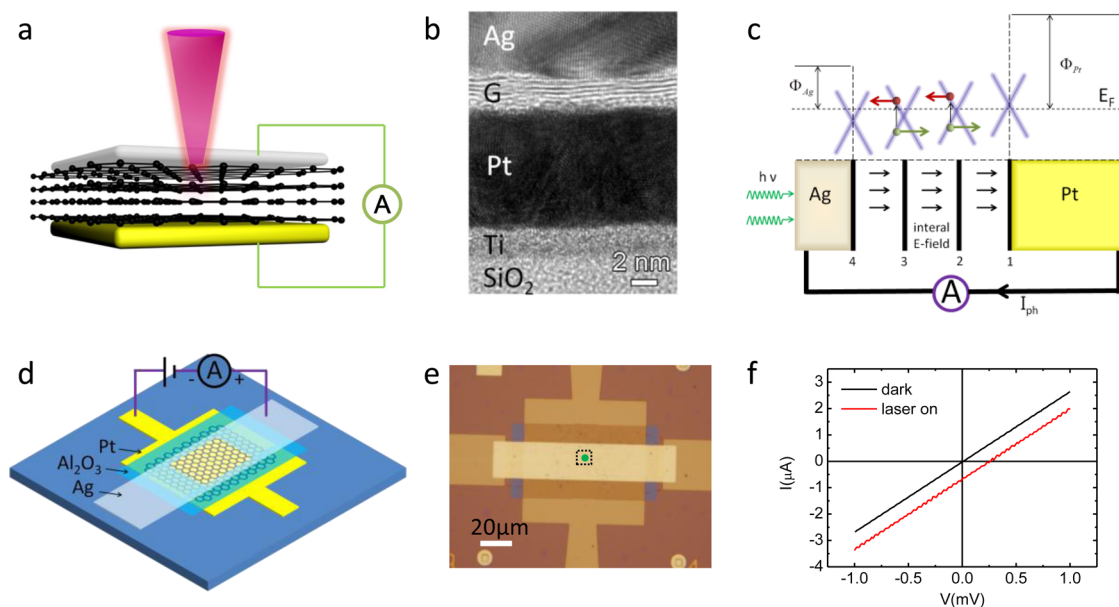 a
A
b
Ag
G
Pt
Ti
SiO2
2 nm
c
ΦAg
ΦPt
EF
h ν
Ag
Pt
interal
E-field
4
3
2
1
A
Iph
d
- A +
Pt
Al2O3
Ag
e
20μm
f
dark
laser on
I(μA)
3
2
1
0
-1
-2
-3
-4
-1.0 -0.5 0.0 0.5 1.0
V(mV)